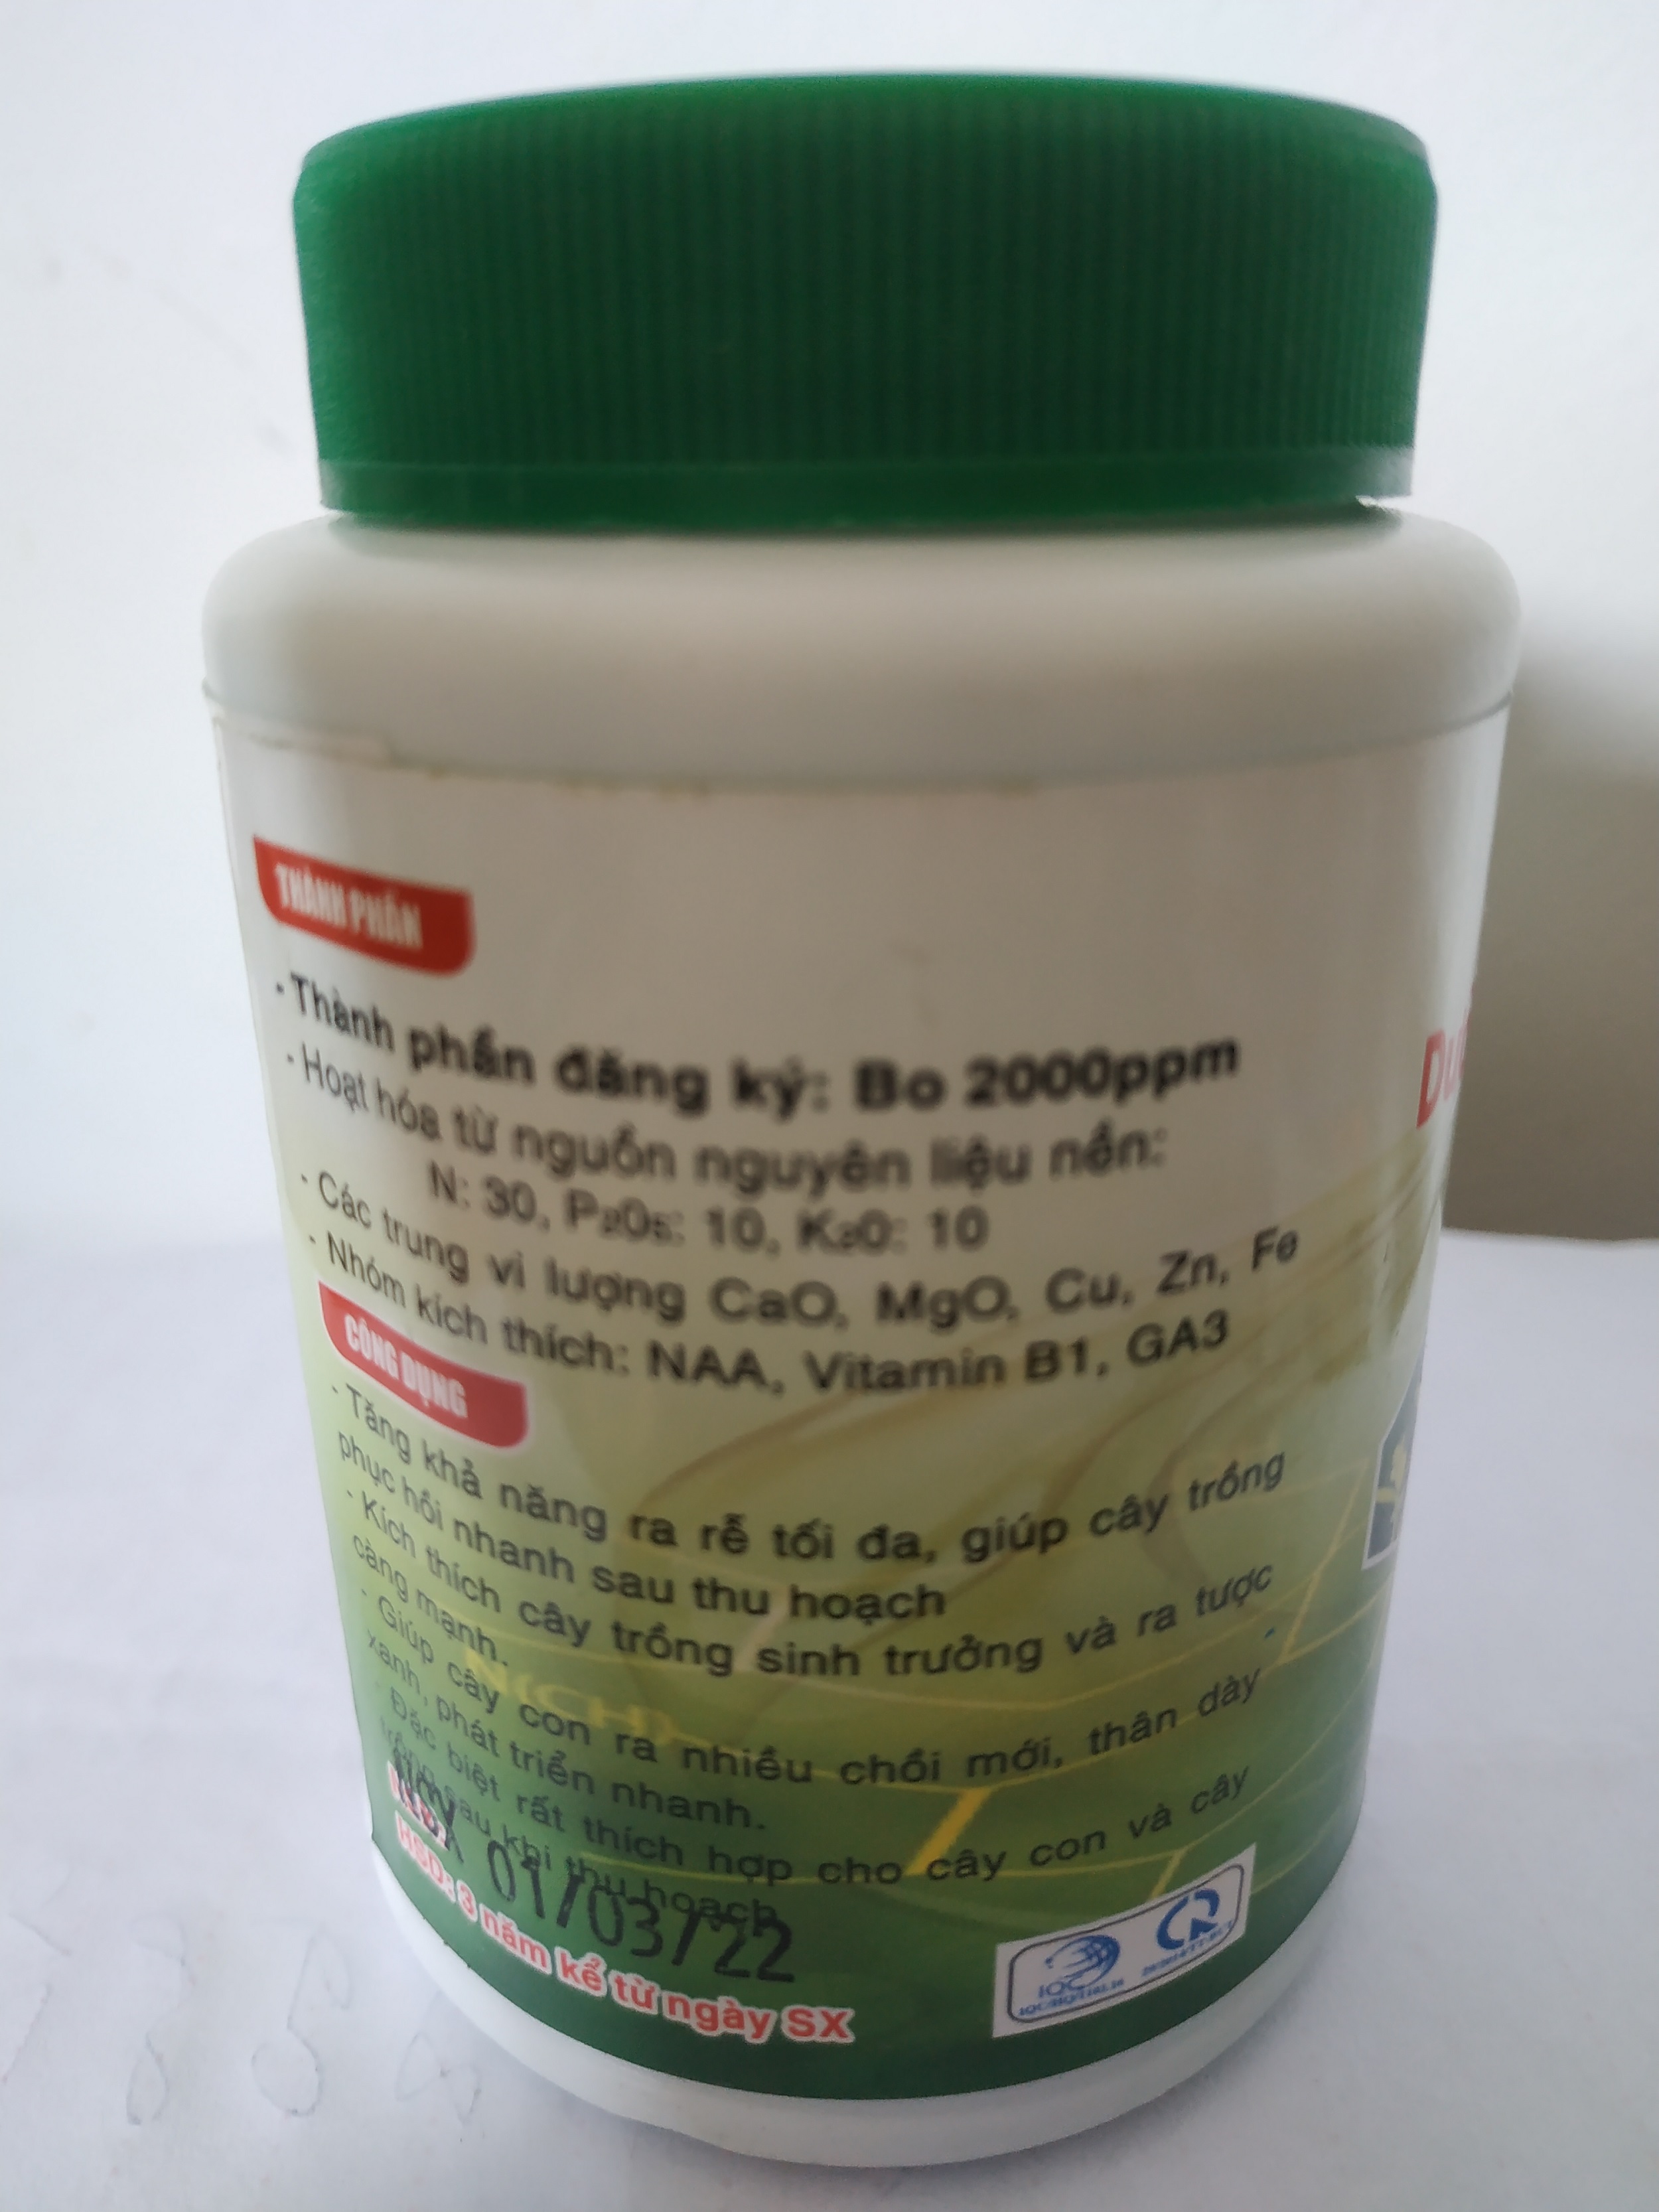 THÀNH PHẦN
- Thành phần đăng ký: Bo 2000ppm
- Hoạt hóa từ nguồn nguyên liệu nền:
N: 30, P₂0₅: 10, K₂0: 10
- Các trung vi lượng CaO, MgO, Cu, Zn, Fe
- Nhóm kích thích: NAA, Vitamin B1, GA3
CÔNG DỤNG
- Tăng khả năng ra rễ tối đa, giúp cây trồng
phục hồi nhanh sau thu hoạch
- Kích thích cây trồng sinh trưởng và ra tược
càng mạnh.
- Giúp cây con ra nhiều chồi mới, thân dày
xanh, phát triển nhanh.
- Đặc biệt rất thích hợp cho cây con và cây
trồng sau khi thu hoạch
01/03/22
HSD: 3 năm kể từ ngày SX
IQC
CR